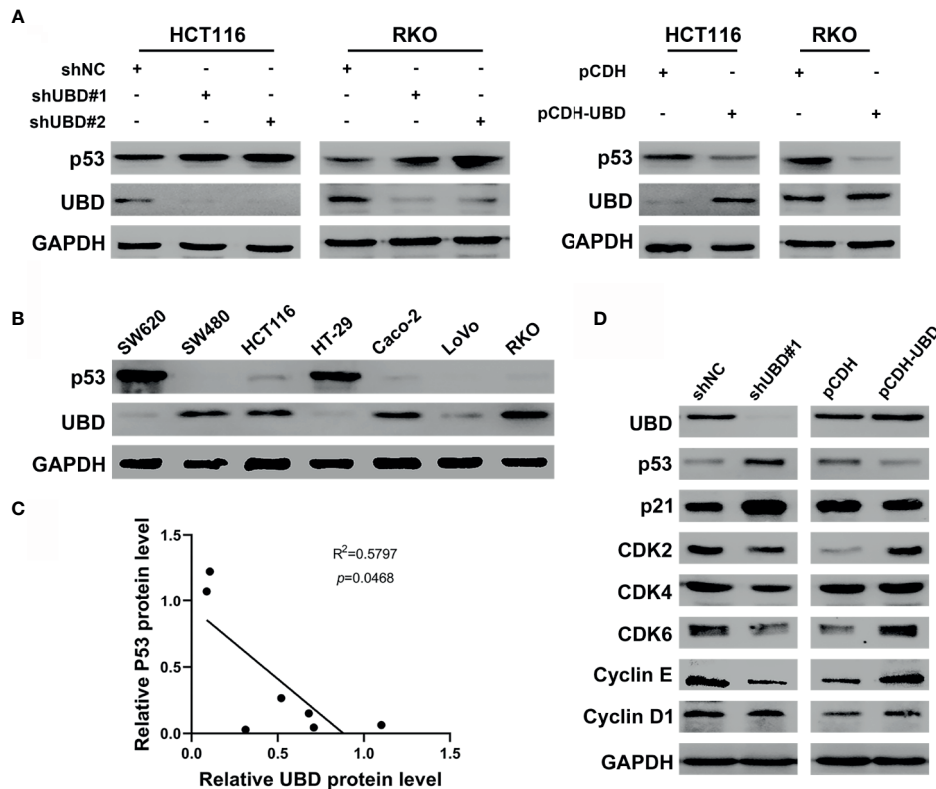 A
HCT116 RKO
shNC + - - + - -
shUBD#1 - + - - + -
shUBD#2 - - + - - +
p53
UBD
GAPDH
HCT116 RKO
pCDH + - + -
pCDH-UBD - + - +
p53
UBD
GAPDH
B
SW620 SW480 HCT116 HT-29 Caco-2 LoVo RKO
p53
UBD
GAPDH
C
Relative P53 protein level
1.5
1.0
0.5
0.0
R²=0.5797
p=0.0468
0.0 0.5 1.0 1.5
Relative UBD protein level
D
shNC shUBD#1 pCDH pCDH-UBD
UBD
p53
p21
CDK2
CDK4
CDK6
Cyclin E
Cyclin D1
GAPDH